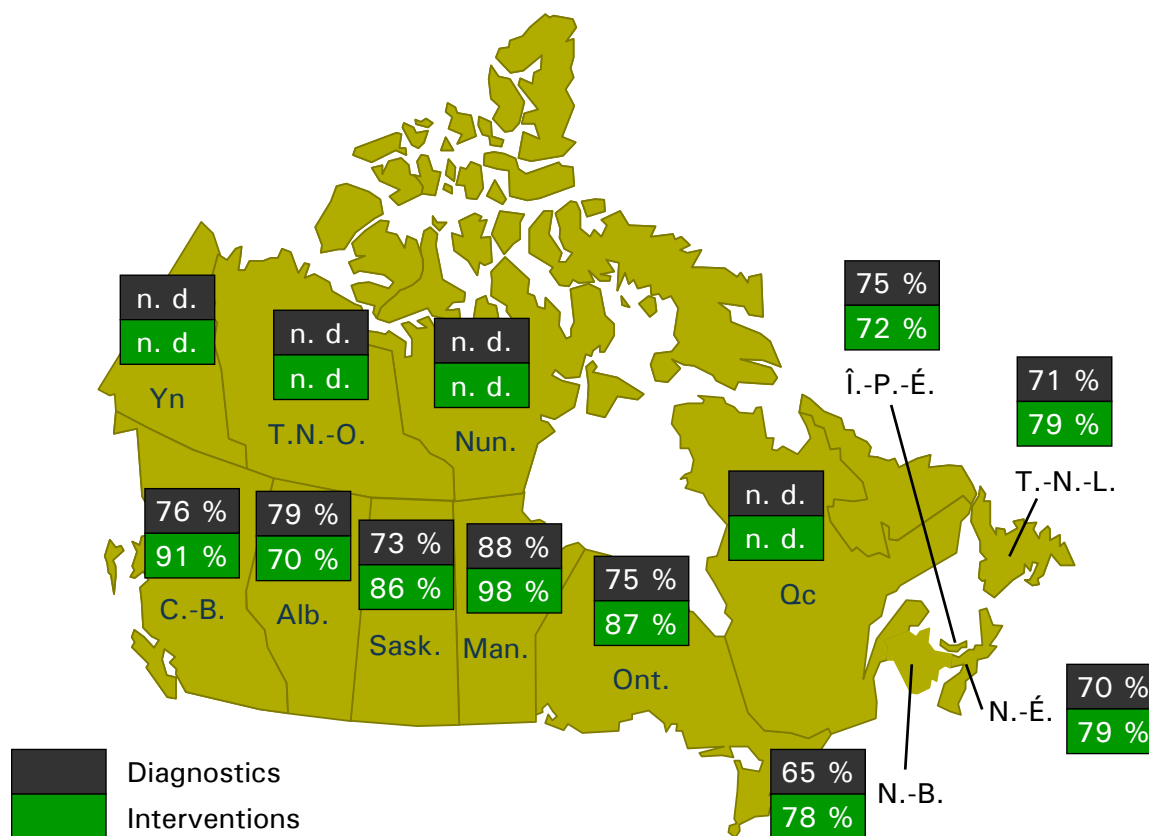 75 %
72 %
Î.-P.-É.
n. d.
n. d.
Yn
n. d.
n. d.
T.N.-O.
n. d.
n. d.
Nun.
71 %
79 %
T.-N.-L.
76 %
91 %
C.-B.
79 %
70 %
Alb.
73 %
86 %
Sask.
88 %
98 %
Man.
75 %
87 %
Ont.
n. d.
n. d.
Qc
70 %
79 %
N.-É.
65 %
78 %
N.-B.
Diagnostics
Interventions